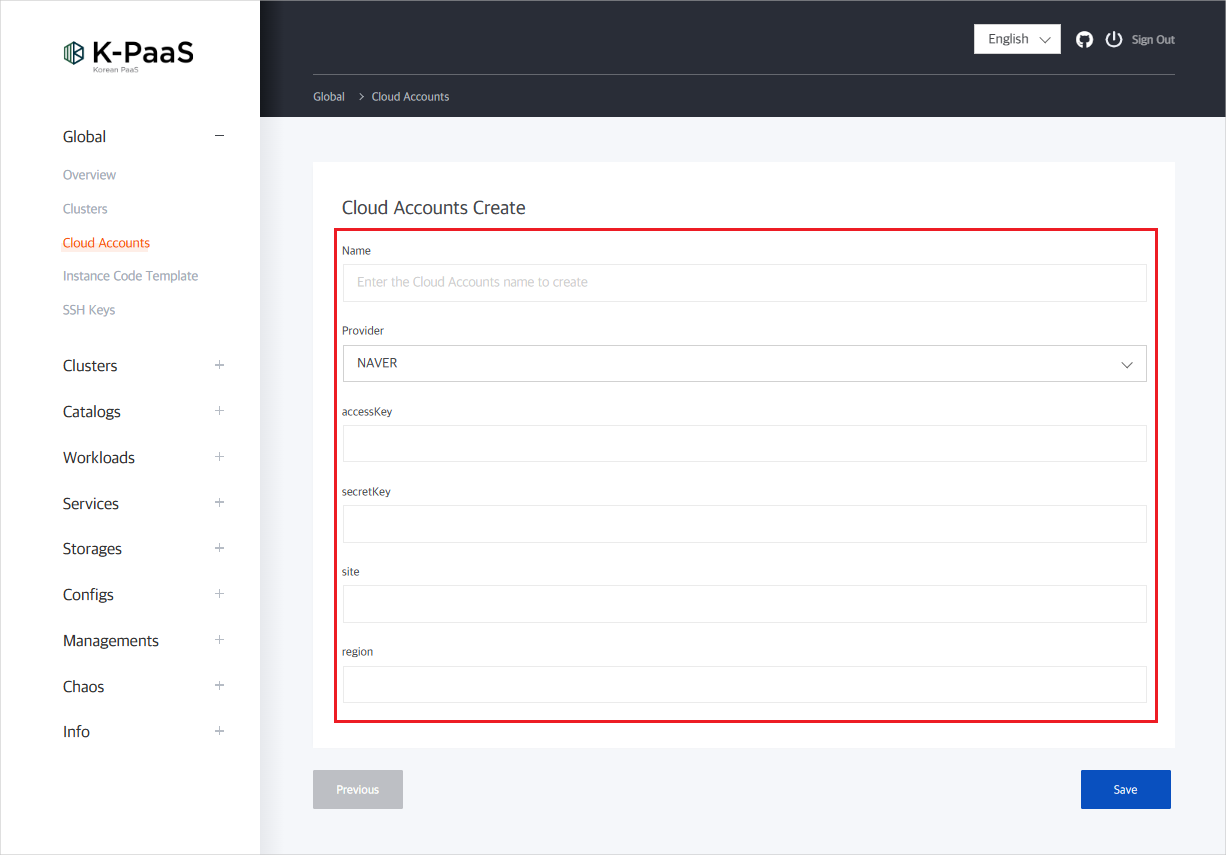 K-PaaS
Korean PaaS
Global
Overview
Clusters
Cloud Accounts
Instance Code Template
SSH Keys
Clusters
Catalogs
Workloads
Services
Storages
Configs
Managements
Chaos
Info
English
Sign Out
Global > Cloud Accounts
Cloud Accounts Create
Name
Enter the Cloud Accounts name to create
Provider
NAVER
accessKey
secretKey
site
region
Previous
Save